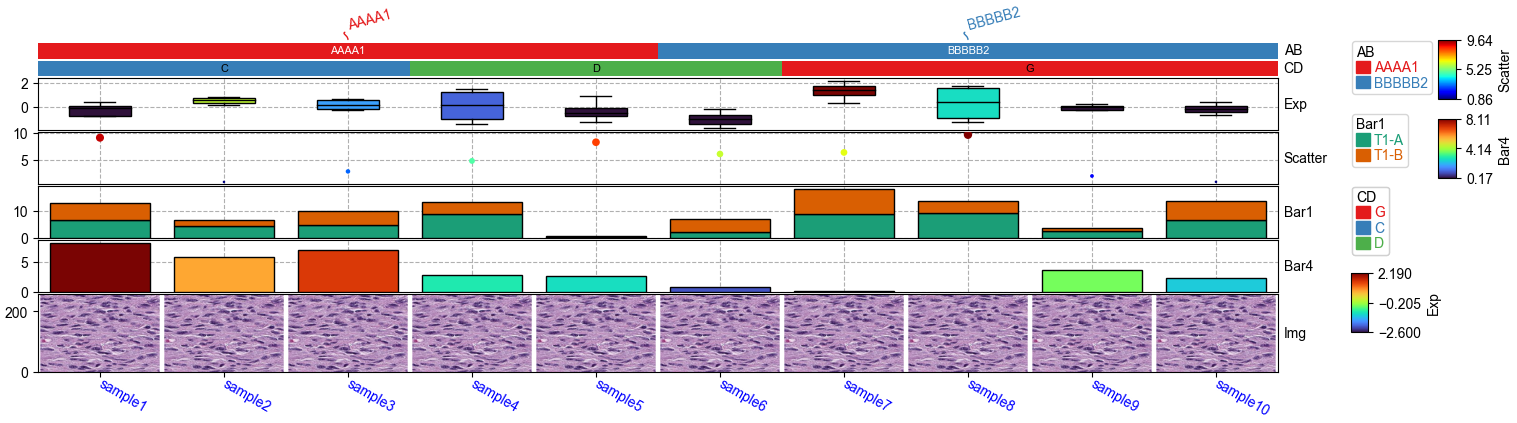 AAAA1 BBBBB2
AAAA1 BBBBB2 AB
C D G CD
2
0
Exp
10
5
Scatter
10
0
Bar1
5
0
Bar4
200
0
Img
sample1 sample2 sample3 sample4 sample5 sample6 sample7 sample8 sample9 sample10
AB
AAAA1
BBBBB2
9.64
5.25
0.86
Scatter
Bar1
T1-A
T1-B
8.11
4.14
0.17
Bar4
CD
G
C
D
2.190
−0.205
−2.600
Exp